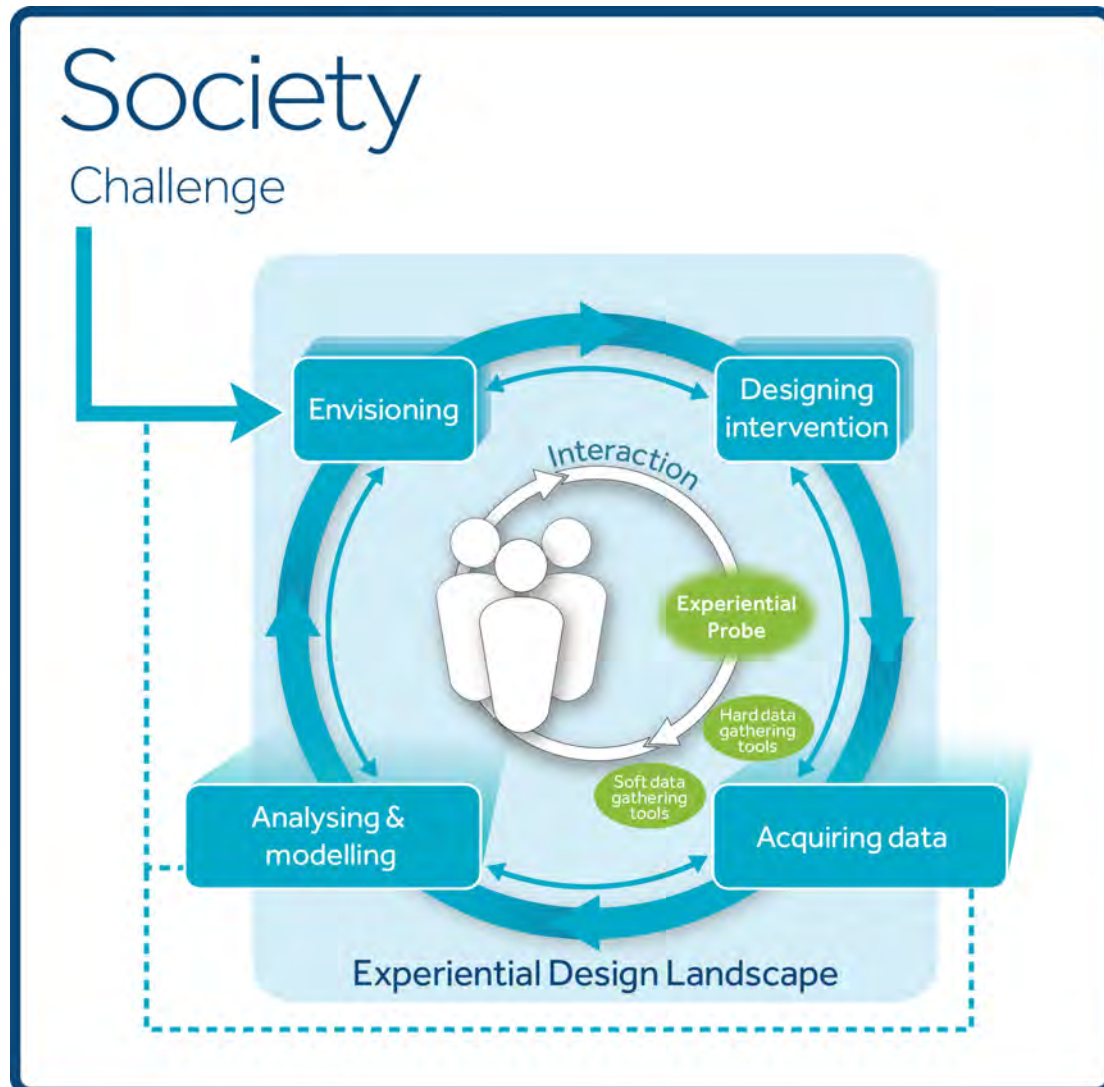 Society
Challenge
Envisioning
Designing
intervention
Interaction
Experiential
Probe
Hard data
gathering
tools
Soft data
gathering
tools
Analysing &
modelling
Acquiring data
Experiential Design Landscape